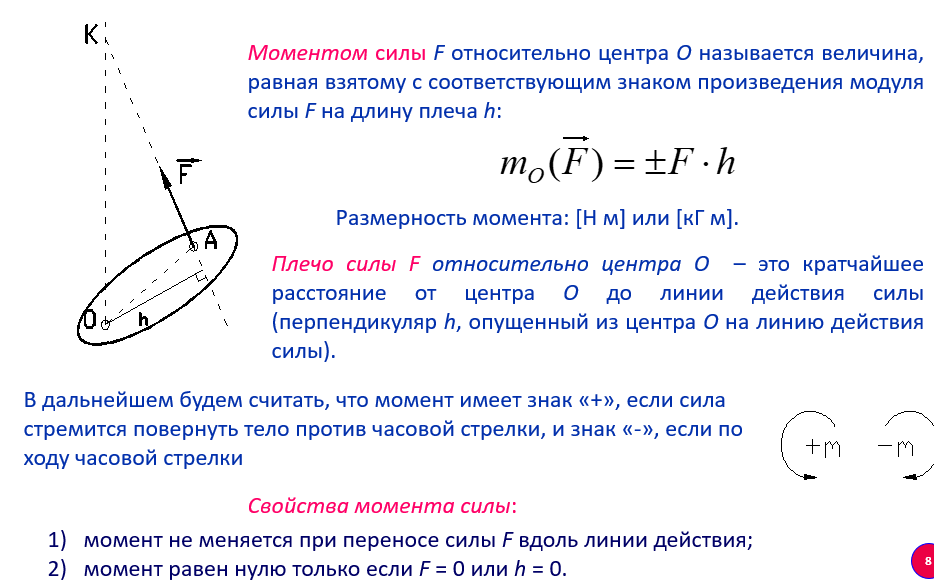 K
Моментом силы F относительно центра O называется величина,
равная взятому с соответствующим знаком произведения модуля
силы F на длину плеча h:
m_O(F⃗) = ±F · h
F⃗
Размерность момента: [Н м] или [кГ м].
A
O
h
Плечо силы F относительно центра O – это кратчайшее
расстояние от центра O до линии действия силы
(перпендикуляр h, опущенный из центра O на линию действия
силы).
В дальнейшем будем считать, что момент имеет знак «+», если сила
стремится повернуть тело против часовой стрелки, и знак «-», если по
ходу часовой стрелки
+m −m
Свойства момента силы:
1) момент не меняется при переносе силы F вдоль линии действия;
2) момент равен нулю только если F = 0 или h = 0.
8